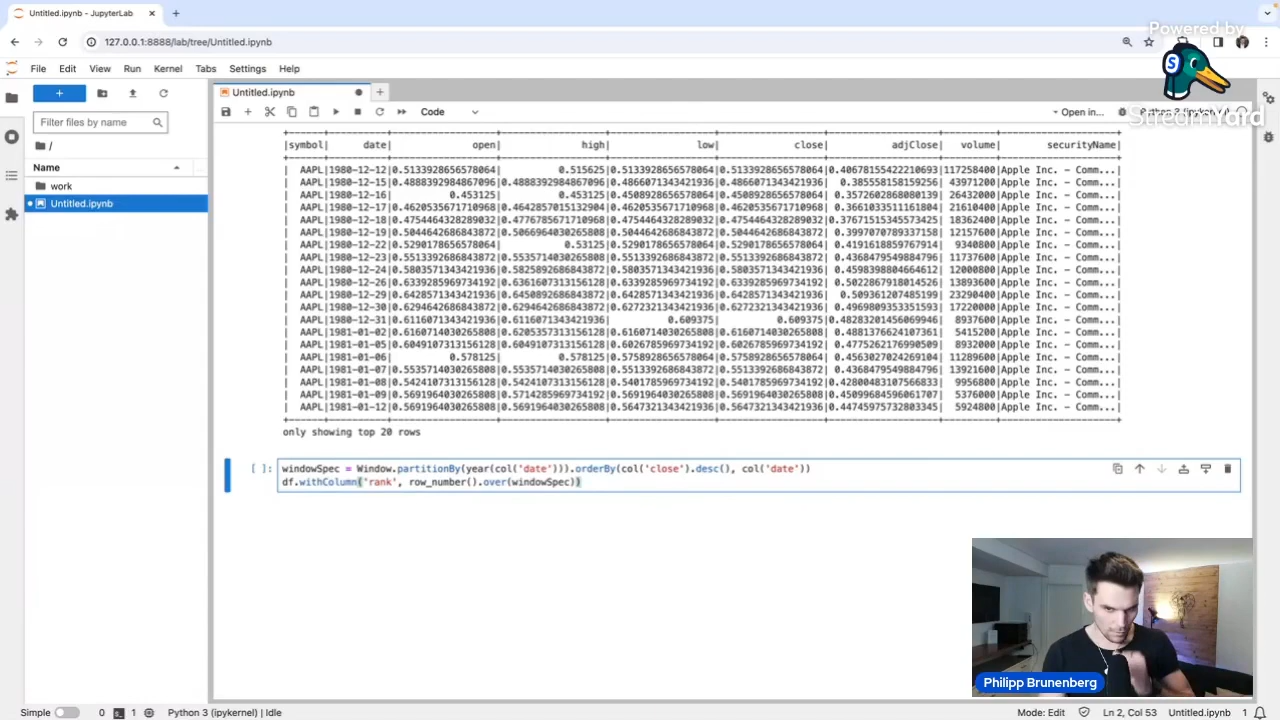 Untitled.ipynb - JupyterLab
127.0.0.1:8888/lab/tree/Untitled.ipynb
Powered by
StreamYard
File Edit View Run Kernel Tabs Settings Help
Untitled.ipynb
Filter files by name
Code
Open in...
Python 3 (ipykernel)
/
Name
work
Untitled.ipynb
|symbol| date| open| high| low| close| adjClose| volume| securityName|
| AAPL|1980-12-12|0.5133928656578064| 0.515625|0.5133928656578064|0.5133928656578064|0.40678155422210693|117258400|Apple Inc. - Comm...|
| AAPL|1980-12-15|0.4888392984867096|0.4888392984867096|0.4866071343421936|0.4866071343421936| 0.385558158159256| 43971200|Apple Inc. - Comm...|
| AAPL|1980-12-16| 0.453125| 0.453125|0.4508928656578064|0.4508928656578064| 0.357260286808139| 26432000|Apple Inc. - Comm...|
| AAPL|1980-12-17|0.4620535671710968|0.4642857015132904|0.4620535671710968|0.4620535671710968| 0.3661033511161804| 21610400|Apple Inc. - Comm...|
| AAPL|1980-12-18|0.4754464328289032|0.4776785671710968|0.4754464328289032|0.4754464328289032| 0.37671515345573425| 18362400|Apple Inc. - Comm...|
| AAPL|1980-12-19|0.5044642686843872|0.5066964030265808|0.5044642686843872|0.5044642686843872| 0.3997070789337158| 12157600|Apple Inc. - Comm...|
| AAPL|1980-12-22|0.5290178656578064| 0.53125|0.5290178656578064|0.5290178656578064| 0.4191618859767914| 9340800|Apple Inc. - Comm...|
| AAPL|1980-12-23|0.5513392686843872|0.5535714030265808|0.5513392686843872|0.5513392686843872| 0.4368479549884796| 11737600|Apple Inc. - Comm...|
| AAPL|1980-12-24|0.5803571343421936|0.5825892686843872|0.5803571343421936|0.5803571343421936| 0.4598398804664612| 12000800|Apple Inc. - Comm...|
| AAPL|1980-12-26|0.6339285969734192|0.6361607313156128|0.6339285969734192|0.6339285969734192| 0.5022867918014526| 13893600|Apple Inc. - Comm...|
| AAPL|1980-12-29|0.6428571343421936|0.6450892686843872|0.6428571343421936|0.6428571343421936| 0.509361207485199| 23290400|Apple Inc. - Comm...|
| AAPL|1980-12-30|0.6294642686843872|0.6294642686843872|0.6272321343421936|0.6272321343421936| 0.4969809353351593| 17220000|Apple Inc. - Comm...|
| AAPL|1980-12-31|0.6116071343421936|0.6116071343421936| 0.609375| 0.609375| 0.48283201456069946| 8937600|Apple Inc. - Comm...|
| AAPL|1981-01-02|0.6160714030265808|0.6205357313156128|0.6160714030265808|0.6160714030265808| 0.4881376624107361| 5415200|Apple Inc. - Comm...|
| AAPL|1981-01-05|0.6049107313156128|0.6049107313156128|0.6026785969734192|0.6026785969734192| 0.4775262176990509| 8932000|Apple Inc. - Comm...|
| AAPL|1981-01-06| 0.578125| 0.578125|0.5758928656578064|0.5758928656578064| 0.4563027024269104| 11289600|Apple Inc. - Comm...|
| AAPL|1981-01-07|0.5535714030265808|0.5535714030265808|0.5513392686843872|0.5513392686843872| 0.4368479549884796| 13921600|Apple Inc. - Comm...|
| AAPL|1981-01-08|0.5424107313156128|0.5424107313156128|0.5401785969734192|0.5401785969734192| 0.42800483107566833| 9956800|Apple Inc. - Comm...|
| AAPL|1981-01-09|0.5691964030265808|0.5714285969734192|0.5691964030265808|0.5691964030265808| 0.45099684596061707| 5376000|Apple Inc. - Comm...|
| AAPL|1981-01-12|0.5691964030265808|0.5691964030265808|0.5647321343421936|0.5647321343421936| 0.44745975732803345| 5924800|Apple Inc. - Comm...|
only showing top 20 rows
[ ]: windowSpec = Window.partitionBy(year(col('date'))).orderBy(col('close').desc(), col('date'))
df.withColumn('rank', row_number().over(windowSpec))
Philipp Brunenberg
Simple 0 1 Python 3 (ipykernel) | Idle Mode: Edit Ln 2, Col 53 Untitled.ipynb 1